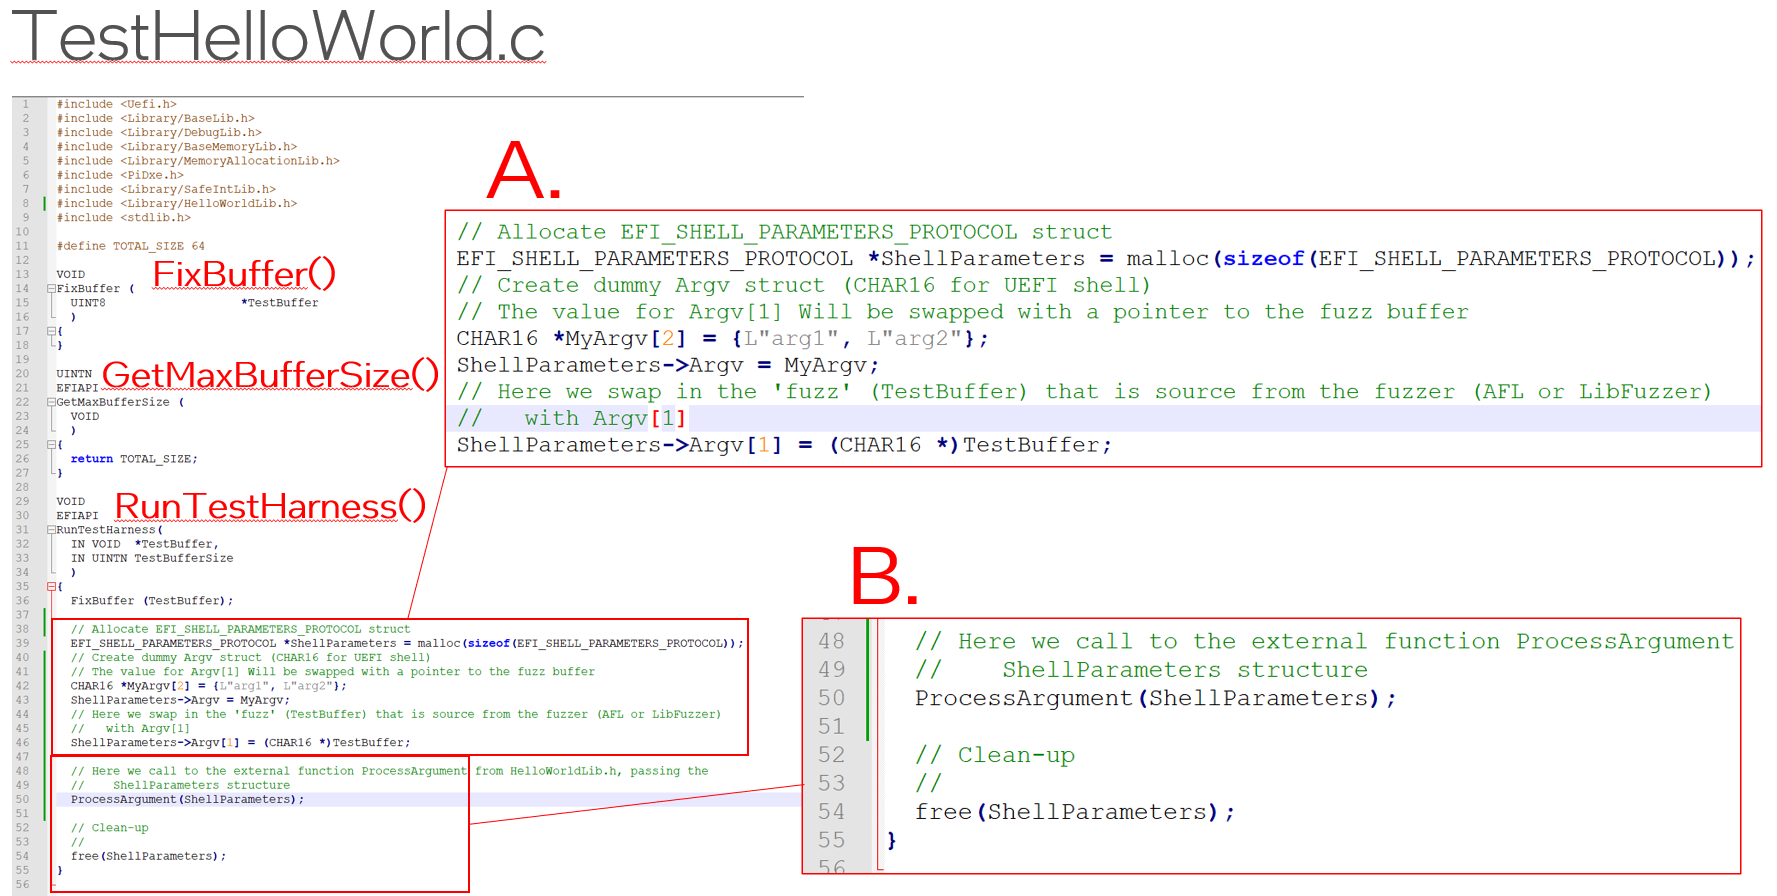 TestHelloWorld.c
1 #include <Uefi.h>
2 #include <Library/BaseLib.h>
3 #include <Library/DebugLib.h>
4 #include <Library/BaseMemoryLib.h>
5 #include <Library/MemoryAllocationLib.h>
6 #include <PiDxe.h>
7 #include <Library/SafeIntLib.h>
8 #include <Library/HelloWorldLib.h>
9 #include <stdlib.h>
10
11 #define TOTAL_SIZE 64
12
FixBuffer()
13 VOID
14 FixBuffer (
15 UINT8 *TestBuffer
16 )
17 {
18 }
19
GetMaxBufferSize()
20 UINTN
21 EFIAPI
22 GetMaxBufferSize (
23 VOID
24 )
25 {
26 return TOTAL_SIZE;
27 }
28
RunTestHarness()
29 VOID
30 EFIAPI
31 RunTestHarness(
32 IN VOID *TestBuffer,
33 IN UINTN TestBufferSize
34 )
35 {
36 FixBuffer (TestBuffer);
37
38 // Allocate EFI_SHELL_PARAMETERS_PROTOCOL struct
39 EFI_SHELL_PARAMETERS_PROTOCOL *ShellParameters = malloc(sizeof(EFI_SHELL_PARAMETERS_PROTOCOL));
40 // Create dummy Argv struct (CHAR16 for UEFI shell)
41 // The value for Argv[1] Will be swapped with a pointer to the fuzz buffer
42 CHAR16 *MyArgv[2] = {L"arg1", L"arg2"};
43 ShellParameters->Argv = MyArgv;
44 // Here we swap in the 'fuzz' (TestBuffer) that is source from the fuzzer (AFL or LibFuzzer)
45 // with Argv[1]
46 ShellParameters->Argv[1] = (CHAR16 *)TestBuffer;
47
48 // Here we call to the external function ProcessArgument from HelloWorldLib.h, passing the
49 // ShellParameters structure
50 ProcessArgument(ShellParameters);
51
52 // Clean-up
53 //
54 free(ShellParameters);
55 }
56
A.
// Allocate EFI_SHELL_PARAMETERS_PROTOCOL struct
EFI_SHELL_PARAMETERS_PROTOCOL *ShellParameters = malloc(sizeof(EFI_SHELL_PARAMETERS_PROTOCOL));
// Create dummy Argv struct (CHAR16 for UEFI shell)
// The value for Argv[1] Will be swapped with a pointer to the fuzz buffer
CHAR16 *MyArgv[2] = {L"arg1", L"arg2"};
ShellParameters->Argv = MyArgv;
// Here we swap in the 'fuzz' (TestBuffer) that is source from the fuzzer (AFL or LibFuzzer)
// with Argv[1]
ShellParameters->Argv[1] = (CHAR16 *)TestBuffer;
B.
48 // Here we call to the external function ProcessArgument
49 // ShellParameters structure
50 ProcessArgument(ShellParameters);
51
52 // Clean-up
53 //
54 free(ShellParameters);
55 }
56